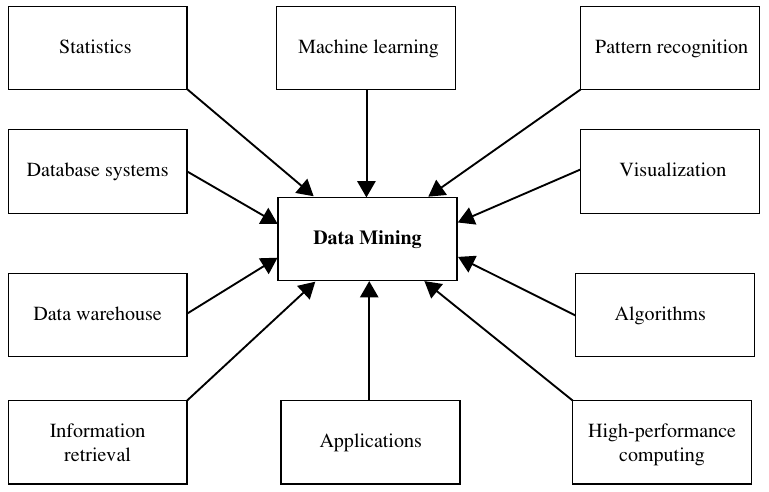 Statistics
Machine learning
Pattern recognition
Database systems
Visualization
Data Mining
Data warehouse
Algorithms
Information
retrieval
Applications
High-performance
computing